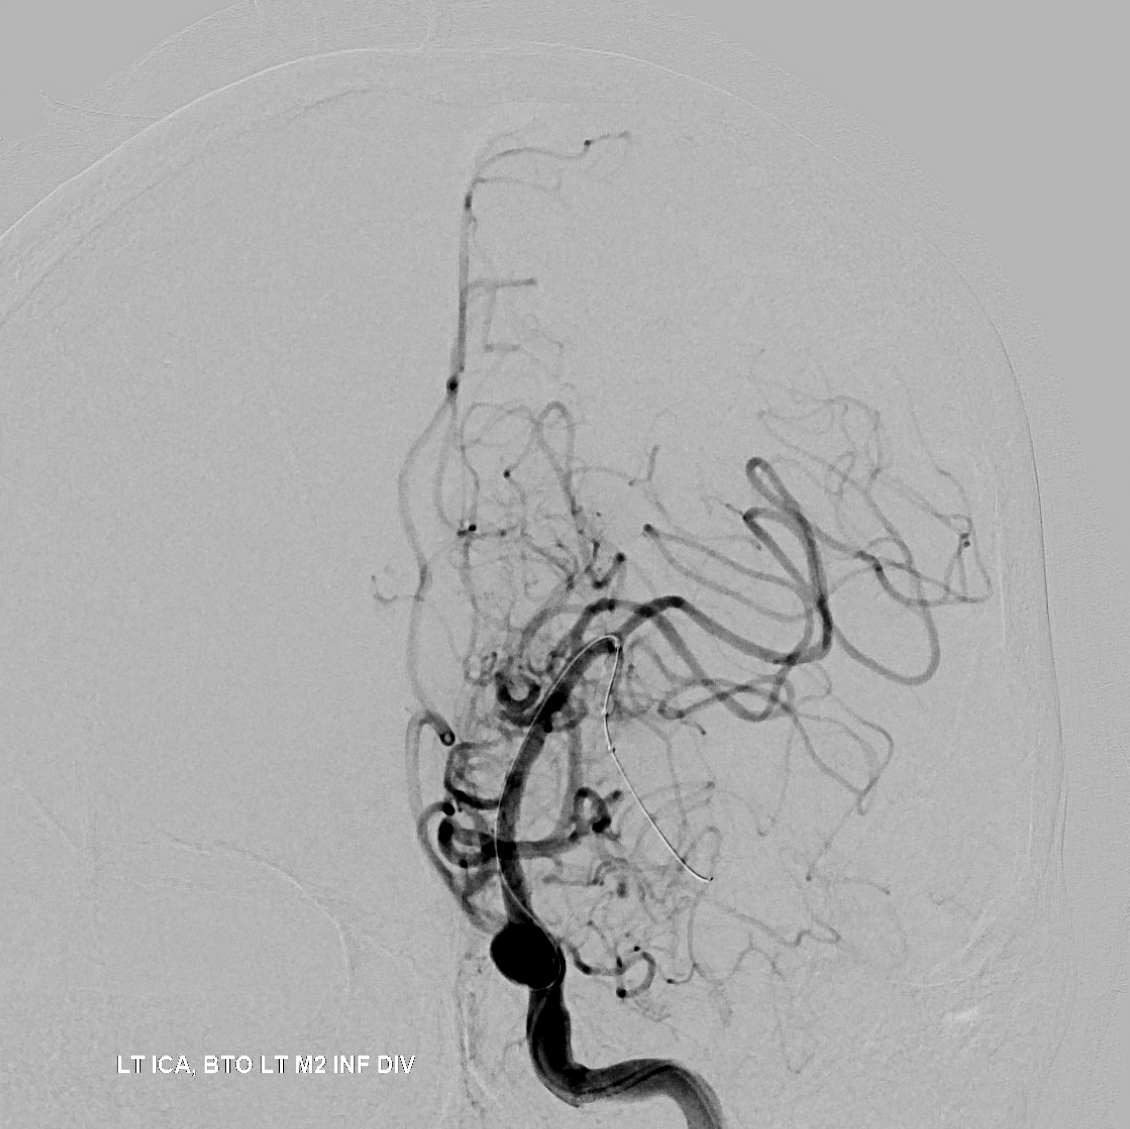 LT ICA, BTO LT M2 INF DIV